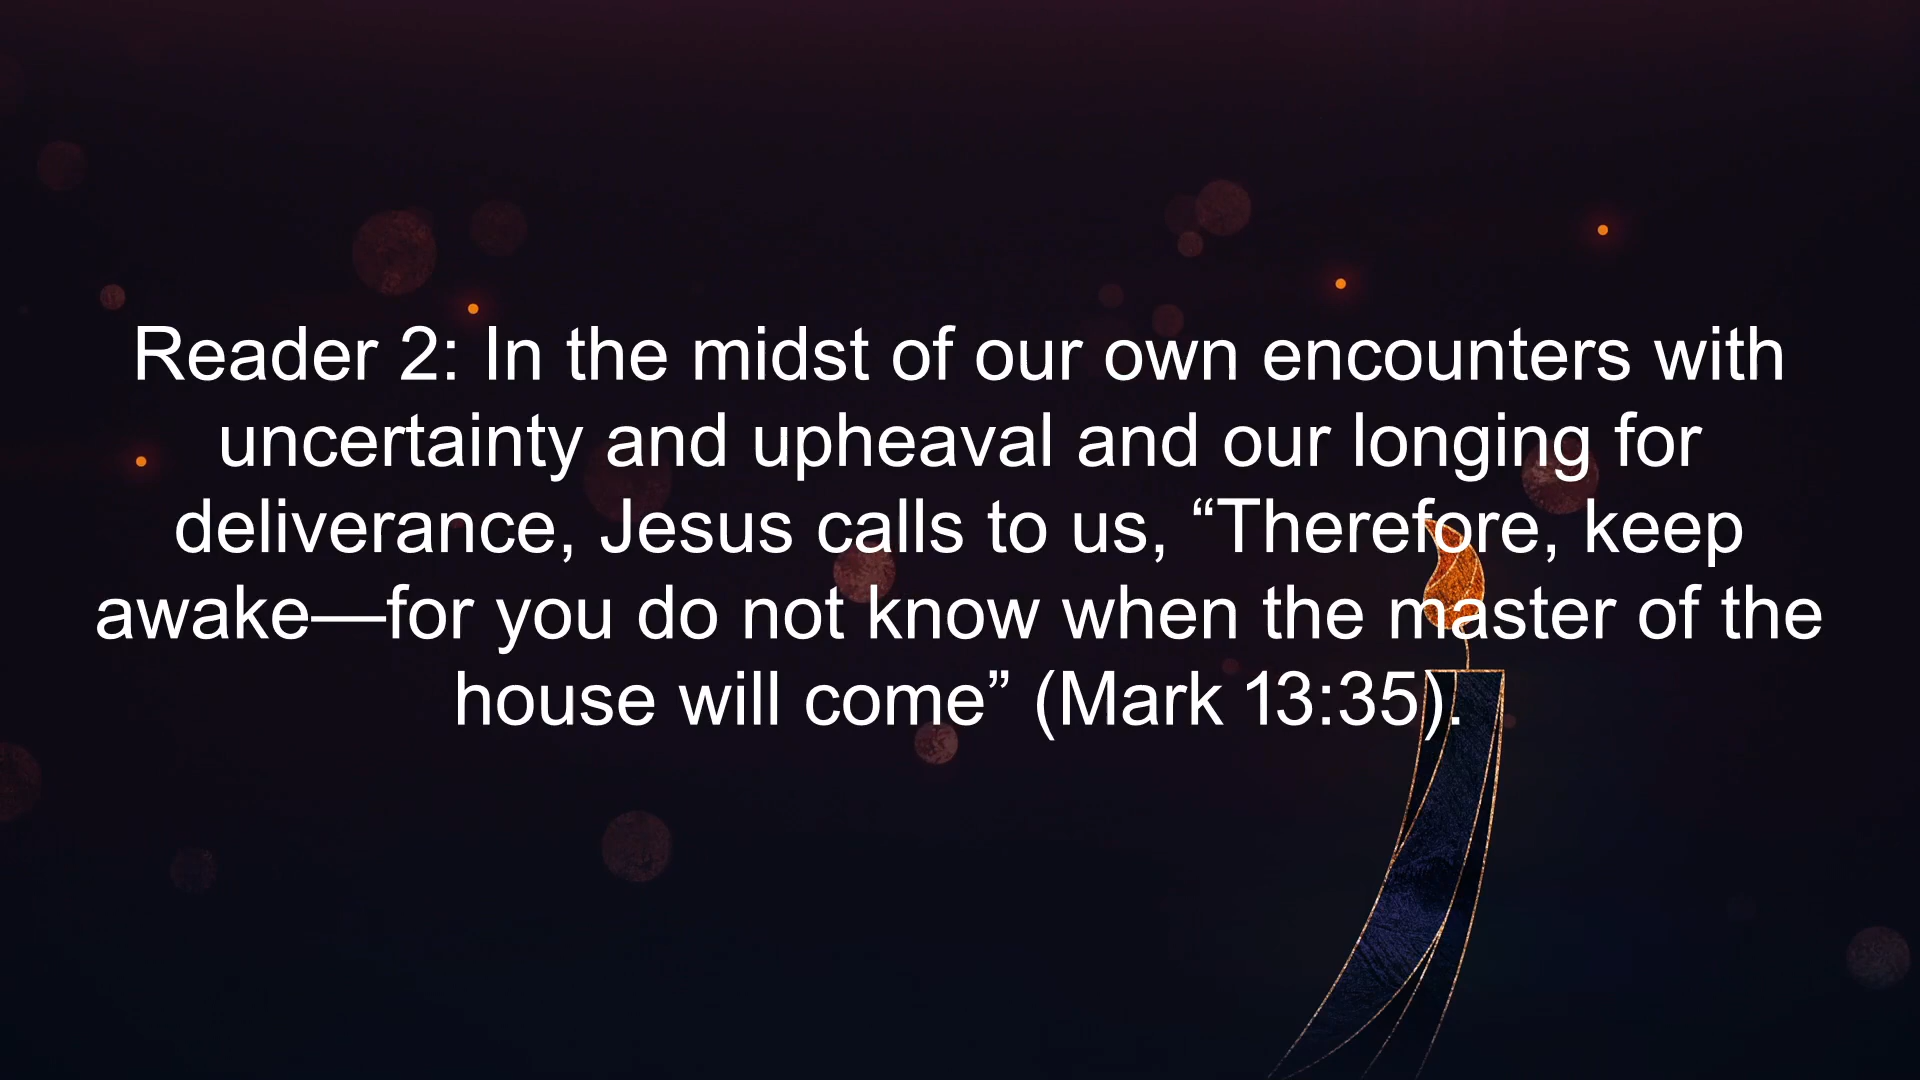 Reader 2: In the midst of our own encounters with
uncertainty and upheaval and our longing for
deliverance, Jesus calls to us, “Therefore, keep
awake—for you do not know when the master of the
house will come” (Mark 13:35).